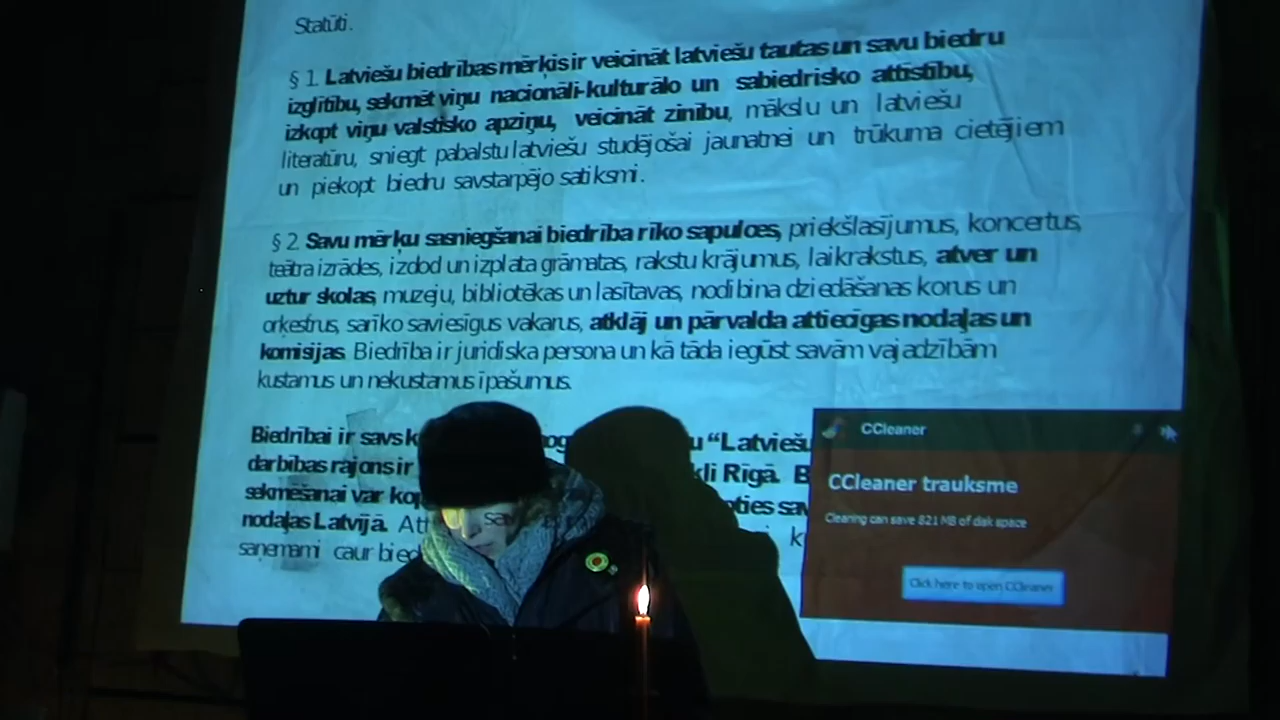 Statūti.
§ 1. Latviešu biedrības mērķis ir veicināt latviešu tautas un savu biedru
izglītību, sekmēt viņu nacionāli-kulturālo un sabiedrisko attīstību,
izkopt viņu valstisko apziņu, veicināt zinību, mākslu un latviešu
literatūru, sniegt pabalstu latviešu studējošai jaunatnei un trūkuma cietējiem
un piekopt biedru savstarpējo satiksmi.
§ 2. Savu mērķu sasniegšanai biedrība rīko sapulces, priekšlasījumus, koncertus,
teātra izrādes, izdod un izplata grāmatas, rakstu krājumus, laikrakstus, atver un
uztur skolas, muzeju, bibliotēkas un lasītavas, nodibina dziedāšanas korus un
orķestrus, sarīko saviesīgus vakarus, atklāj un pārvalda attiecīgas nodaļas un
komisijas. Biedrība ir juridiska persona un kā tāda iegūst savām vajadzībām
kustamus un nekustamus īpašumus.
Biedrībai ir savs "Latviešu
darbības rajons ir Rīgā. B
sekmēšanai var sav
nodaļas Latvijā.
saņemami caur
CCleaner
CCleaner trauksme
Cleaning can save 821 MB of disk space
Click here to open CCleaner